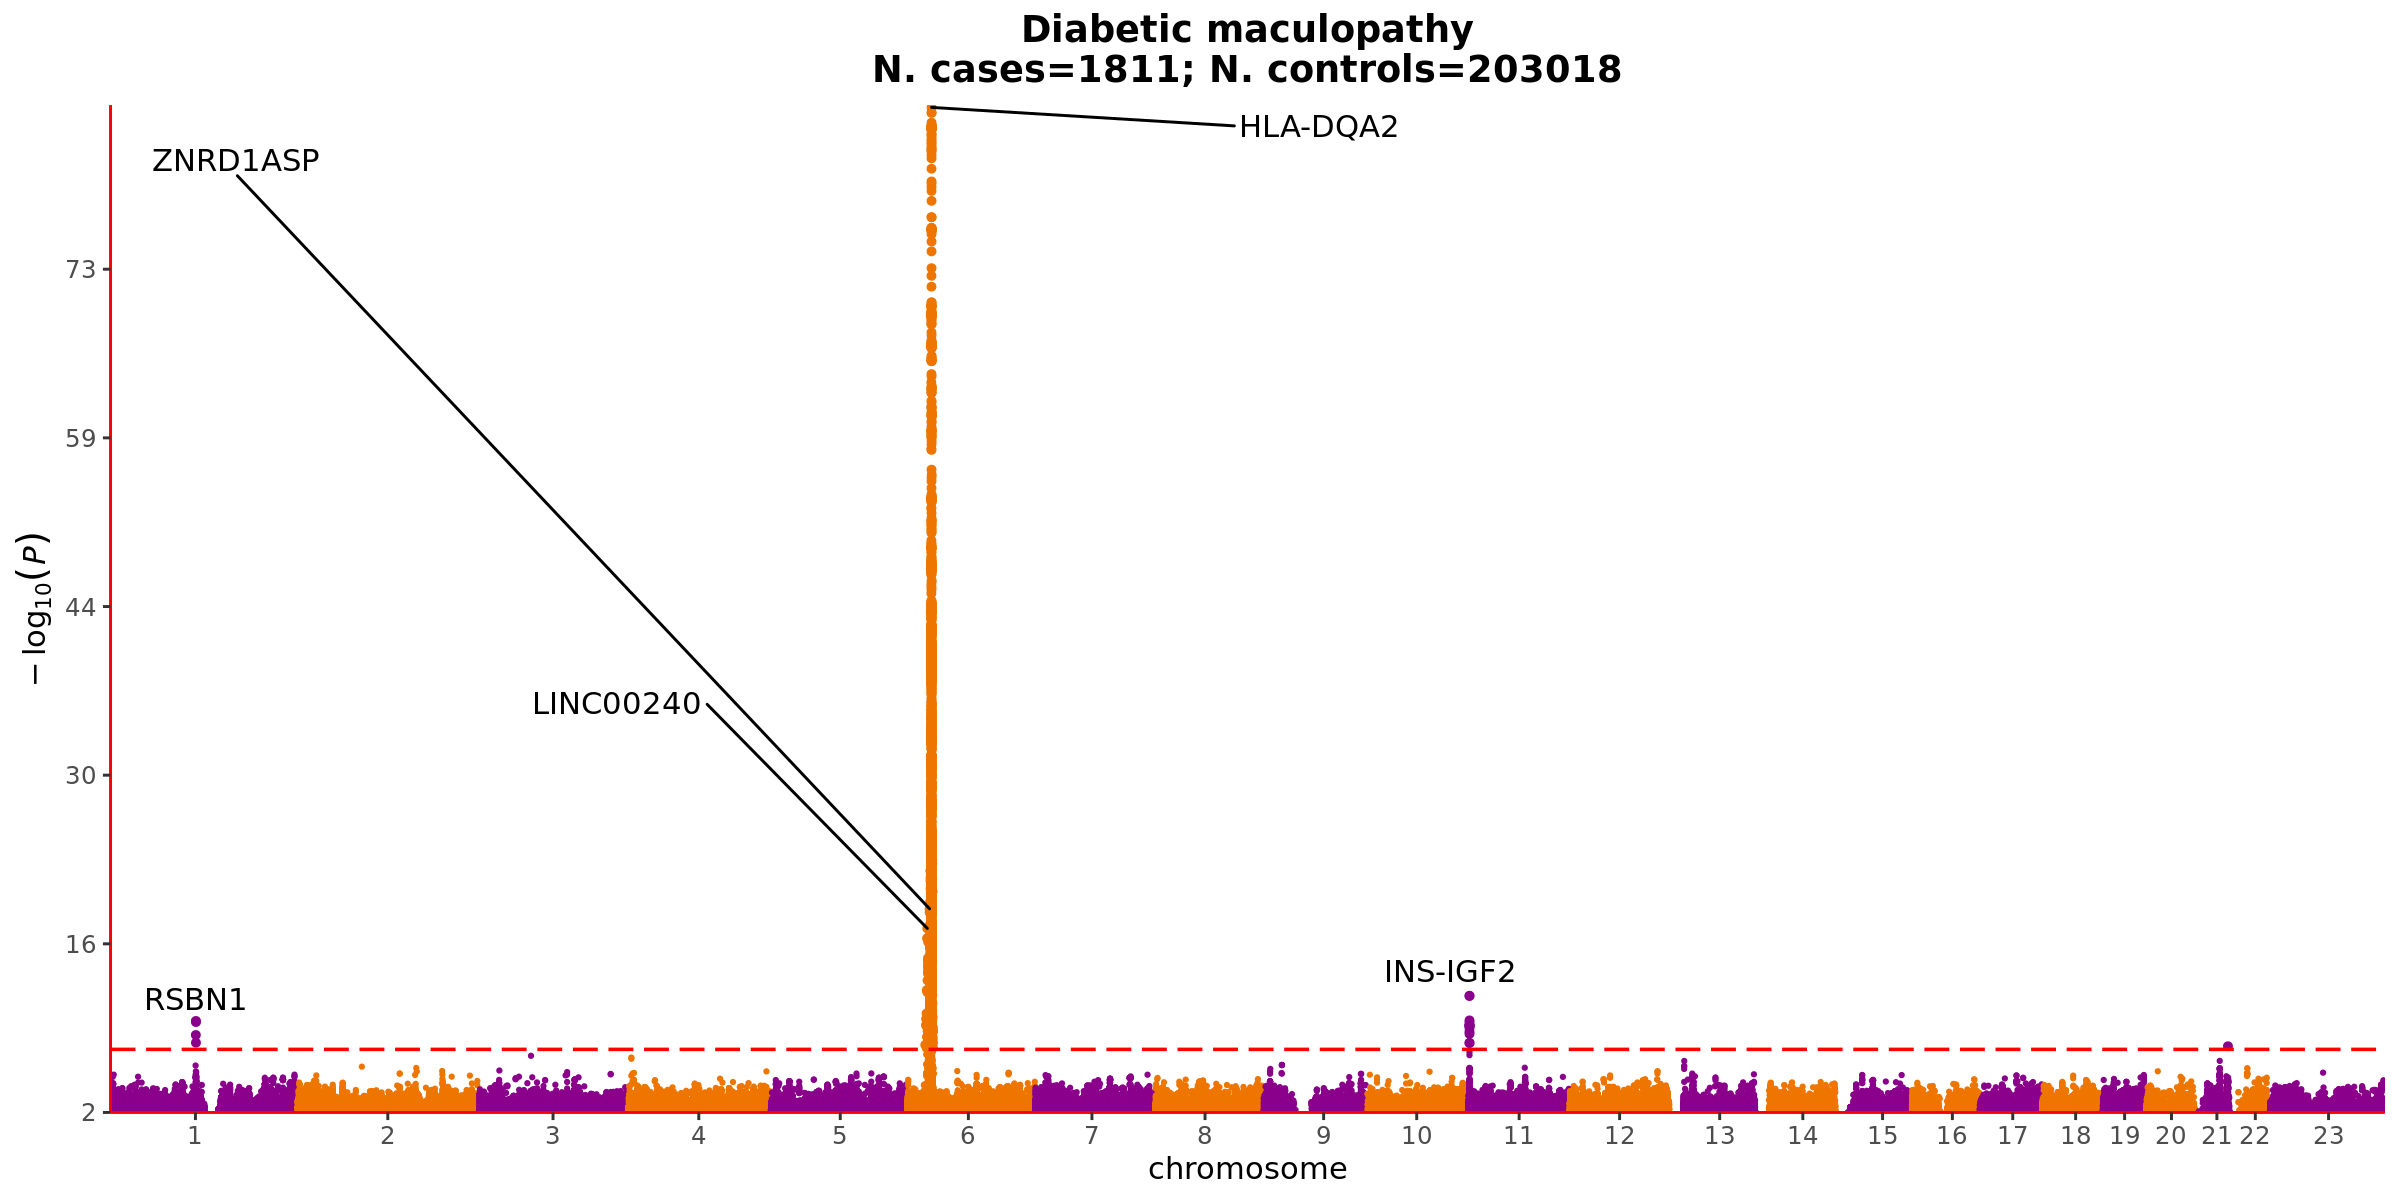 Diabetic maculopathy
N. cases=1811; N. controls=203018
HLA-DQA2
ZNRD1ASP
LINC00240
INS-IGF2
RSBN1
−log₁₀(P)
73
59
44
30
16
2
1 2 3 4 5 6 7 8 9 10 11 12 13 14 15 16 17 18 19 20 21 22 23
chromosome